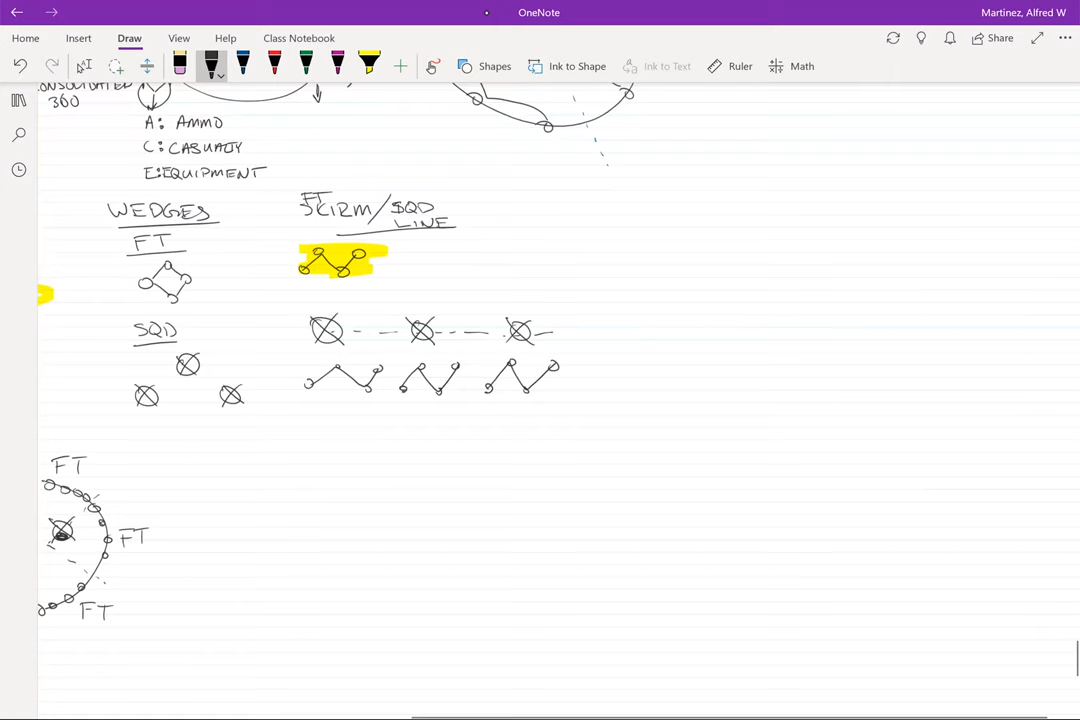 OneNote
Martinez, Alfred W
Home Insert Draw View Help Class Notebook
Share
Shapes Ink to Shape Ink to Text Ruler Math
CONSOLIDATED
360
A: AMMO
C: CASUALTY
E: EQUIPMENT
WEDGES
FT
FT
SKIRM/SQD
LINE
SQD
FT
FT
FT